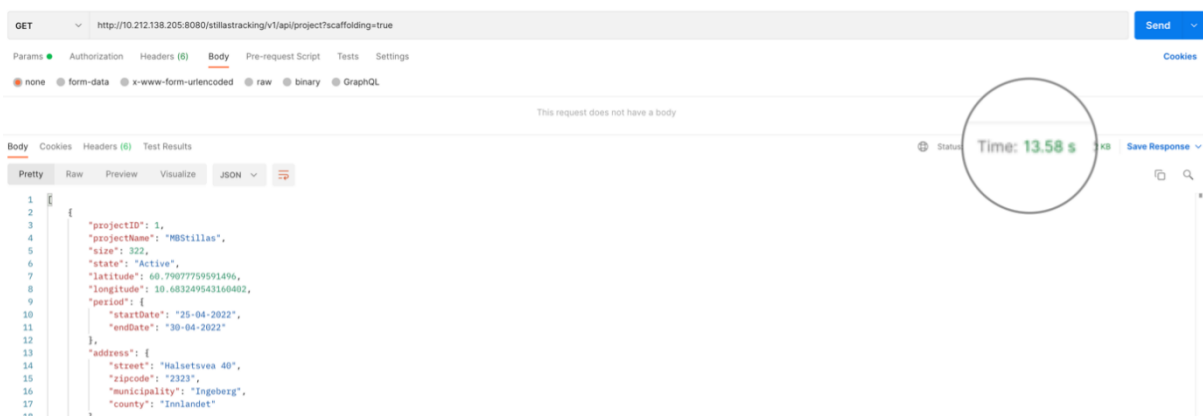 GET http://10.212.138.205:8080/stillastracking/v1/api/project?scaffolding=true Send
Params Authorization Headers (6) Body Pre-request Script Tests Settings Cookies
none form-data x-www-form-urlencoded raw binary GraphQL
This request does not have a body
Body Cookies Headers (6) Test Results Status Time: 13.58 s KB Save Response
Pretty Raw Preview Visualize JSON
1 [
2 {
3 "projectID": 1,
4 "projectName": "MBStillas",
5 "size": 322,
6 "state": "Active",
7 "latitude": 60.79077759591496,
8 "longitude": 10.683249543160402,
9 "period": {
10 "startDate": "25-04-2022",
11 "endDate": "30-04-2022"
12 },
13 "address": {
14 "street": "Halsetsvea 40",
15 "zipcode": "2323",
16 "municipality": "Ingeberg",
17 "county": "Innlandet"